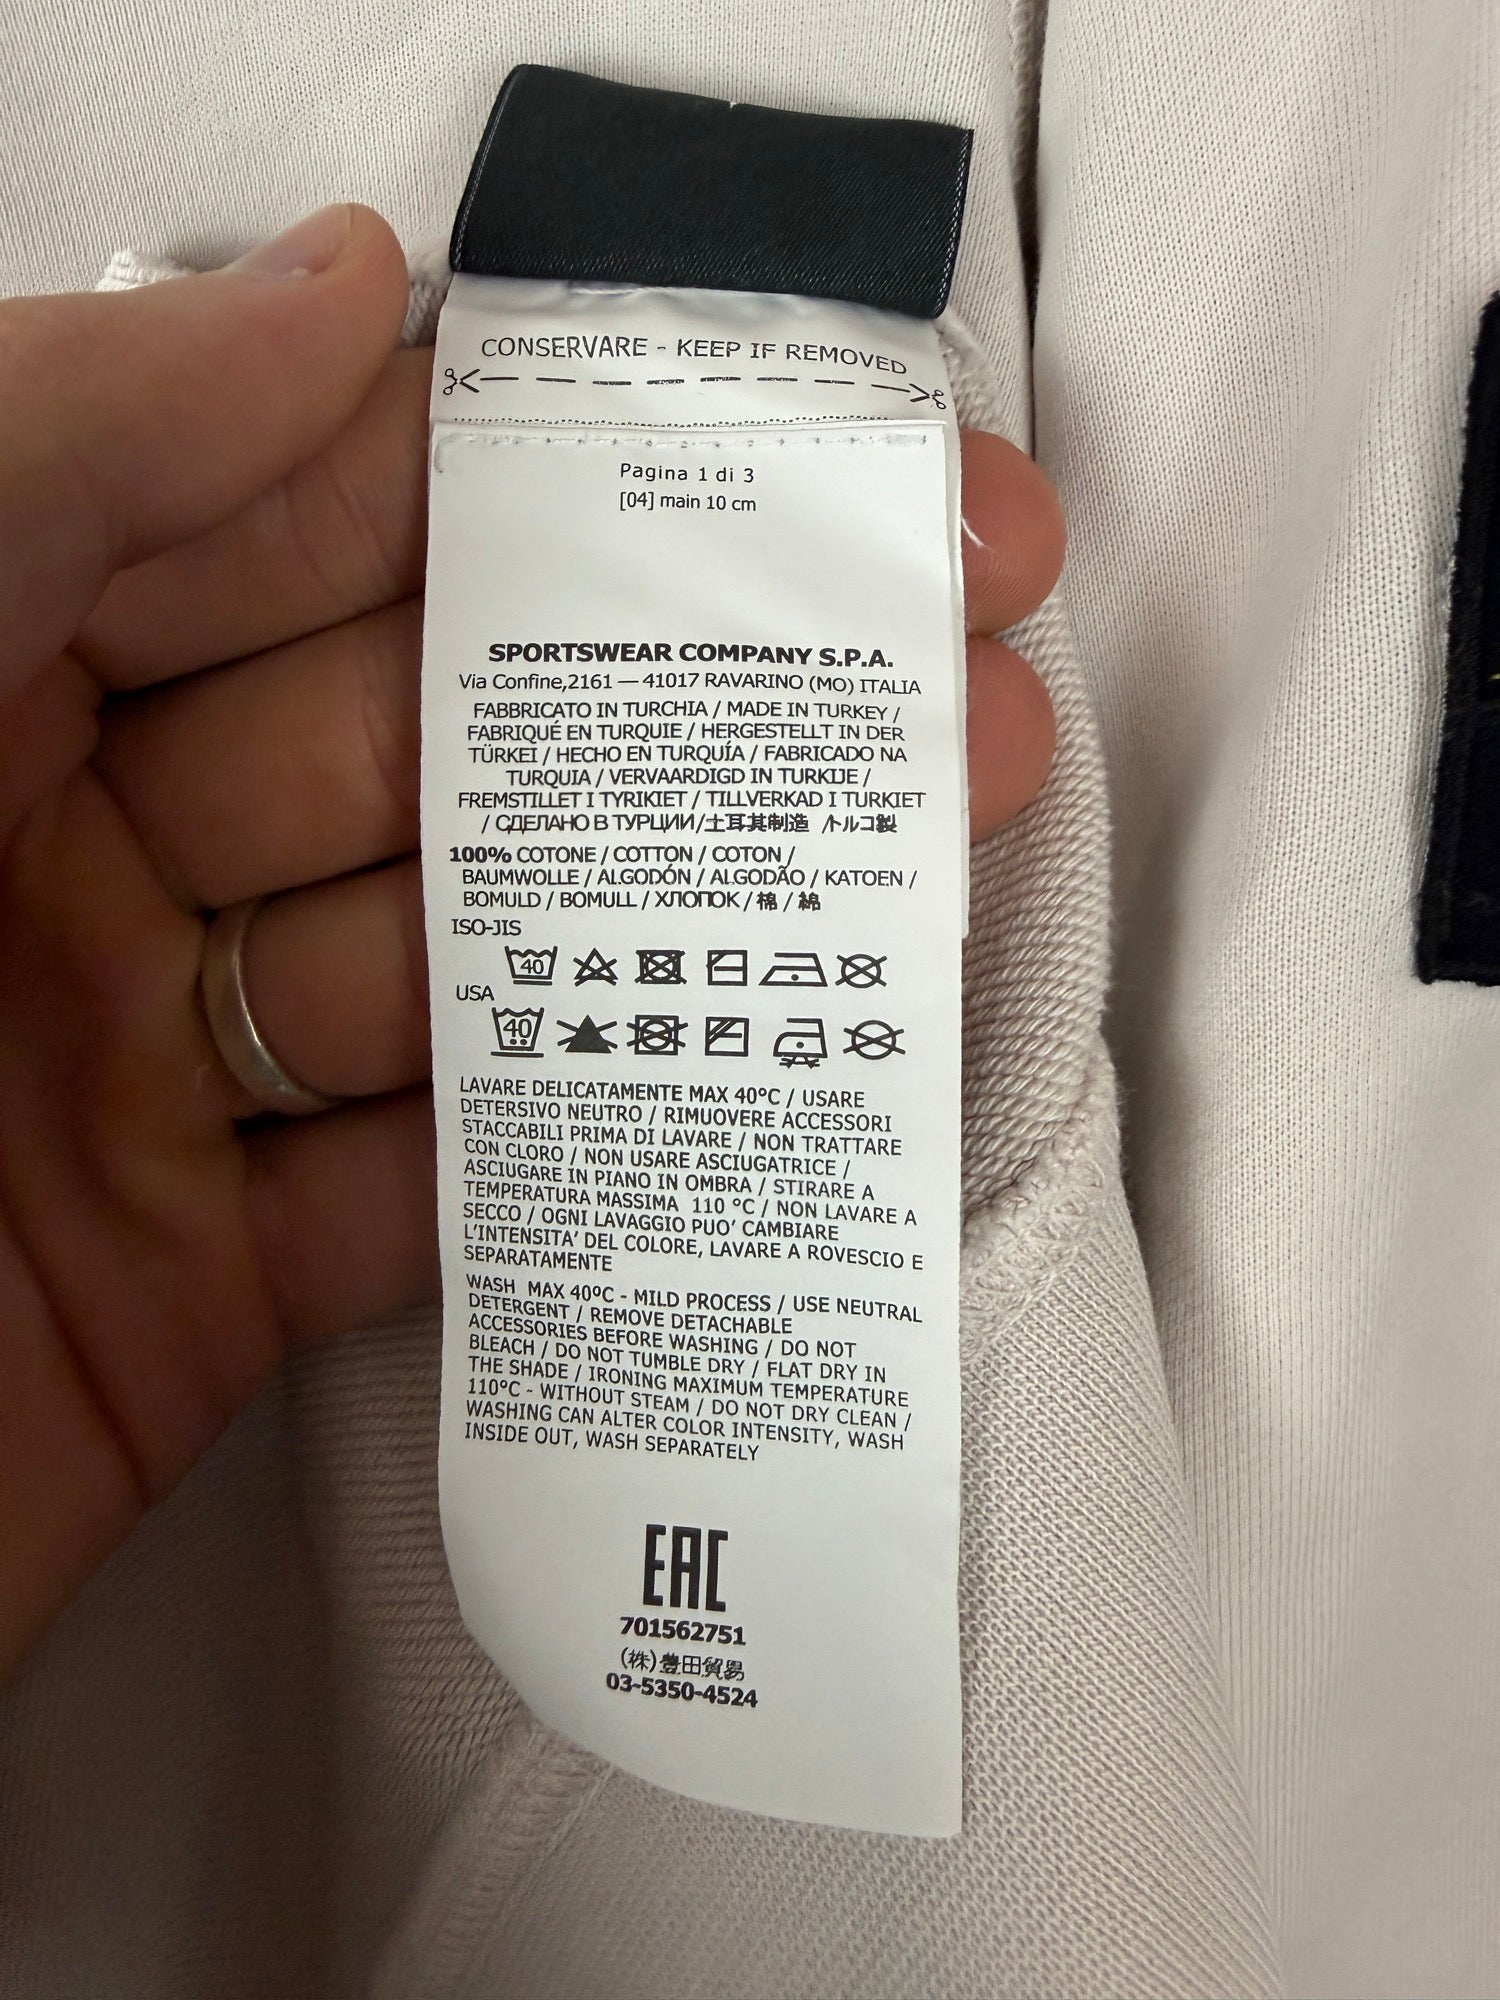 CONSERVARE - KEEP IF REMOVED
Pagina 1 di 3
[04] main 10 cm
SPORTSWEAR COMPANY S.P.A.
Via Confine,2161 — 41017 RAVARINO (MO) ITALIA
FABBRICATO IN TURCHIA / MADE IN TURKEY /
FABRIQUÉ EN TURQUIE / HERGESTELLT IN DER
TÜRKEI / HECHO EN TURQUÍA / FABRICADO NA
TURQUIA / VERVAARDIGD IN TURKIJE /
FREMSTILLET I TYRIKIET / TILLVERKAD I TURKIET
/ СДЕЛАНО В ТУРЦИИ/土耳其制造 /トルコ製
100% COTONE / COTTON / COTON /
BAUMWOLLE / ALGODÓN / ALGODÃO / KATOEN /
BOMULD / BOMULL / ХЛОПОК / 棉 / 綿
ISO-JIS
40
USA
40
LAVARE DELICATAMENTE MAX 40°C / USARE
DETERSIVO NEUTRO / RIMUOVERE ACCESSORI
STACCABILI PRIMA DI LAVARE / NON TRATTARE
CON CLORO / NON USARE ASCIUGATRICE /
ASCIUGARE IN PIANO IN OMBRA / STIRARE A
TEMPERATURA MASSIMA 110 °C / NON LAVARE A
SECCO / OGNI LAVAGGIO PUO' CAMBIARE
L'INTENSITA' DEL COLORE, LAVARE A ROVESCIO E
SEPARATAMENTE
WASH MAX 40°C - MILD PROCESS / USE NEUTRAL
DETERGENT / REMOVE DETACHABLE
ACCESSORIES BEFORE WASHING / DO NOT
BLEACH / DO NOT TUMBLE DRY / FLAT DRY IN
THE SHADE / IRONING MAXIMUM TEMPERATURE
110°C - WITHOUT STEAM / DO NOT DRY CLEAN /
WASHING CAN ALTER COLOR INTENSITY, WASH
INSIDE OUT, WASH SEPARATELY
EAC
701562751
(株)豊田貿易
03-5350-4524